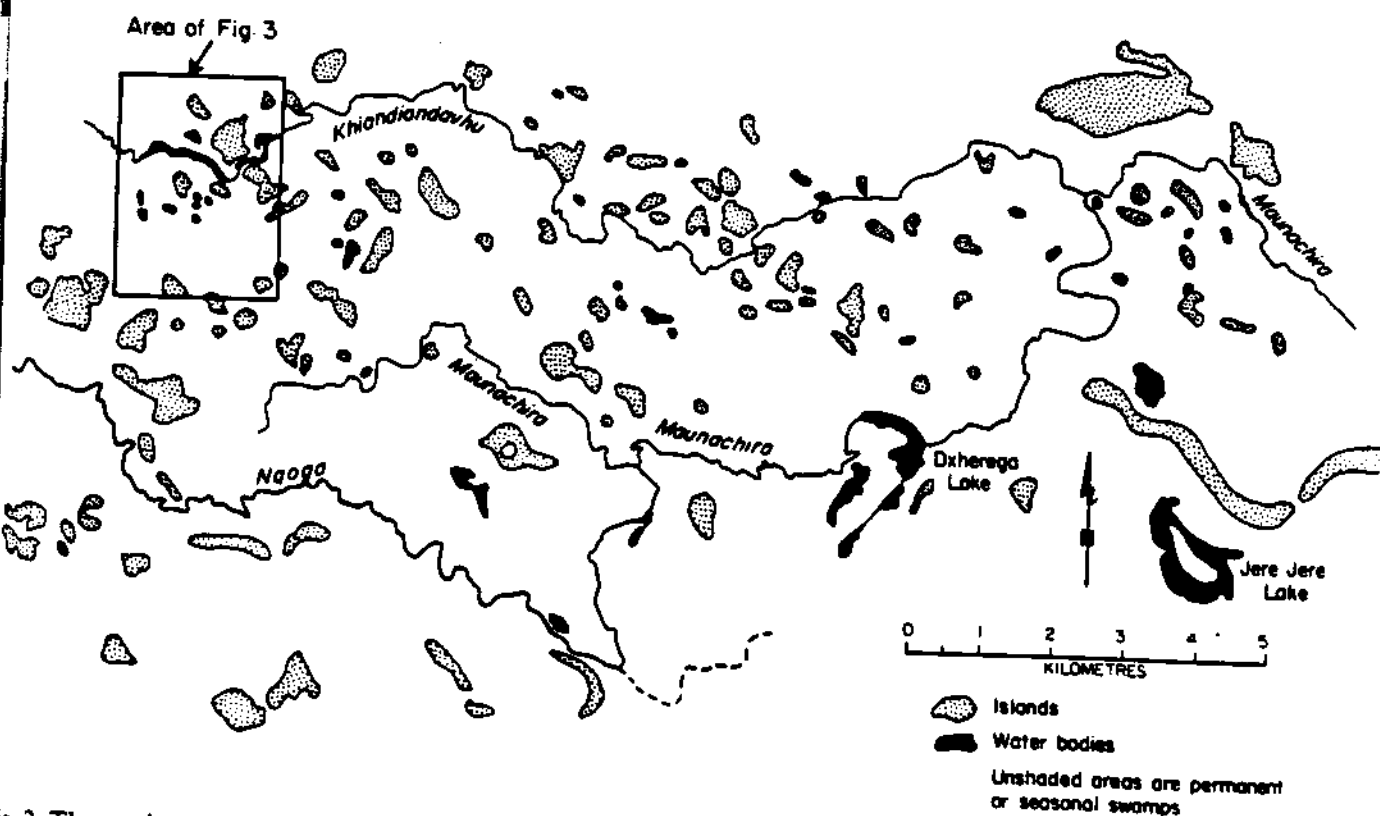 Area of Fig. 3
Khiandiandavhu
Maunachira
Maunachira
Maunachira
Nqoga
Dxherega
Lake
Jere Jere
Lake
0 1 2 3 4 5
KILOMETRES
Islands
Water bodies
Unshaded areas are permanent
or seasonal swamps